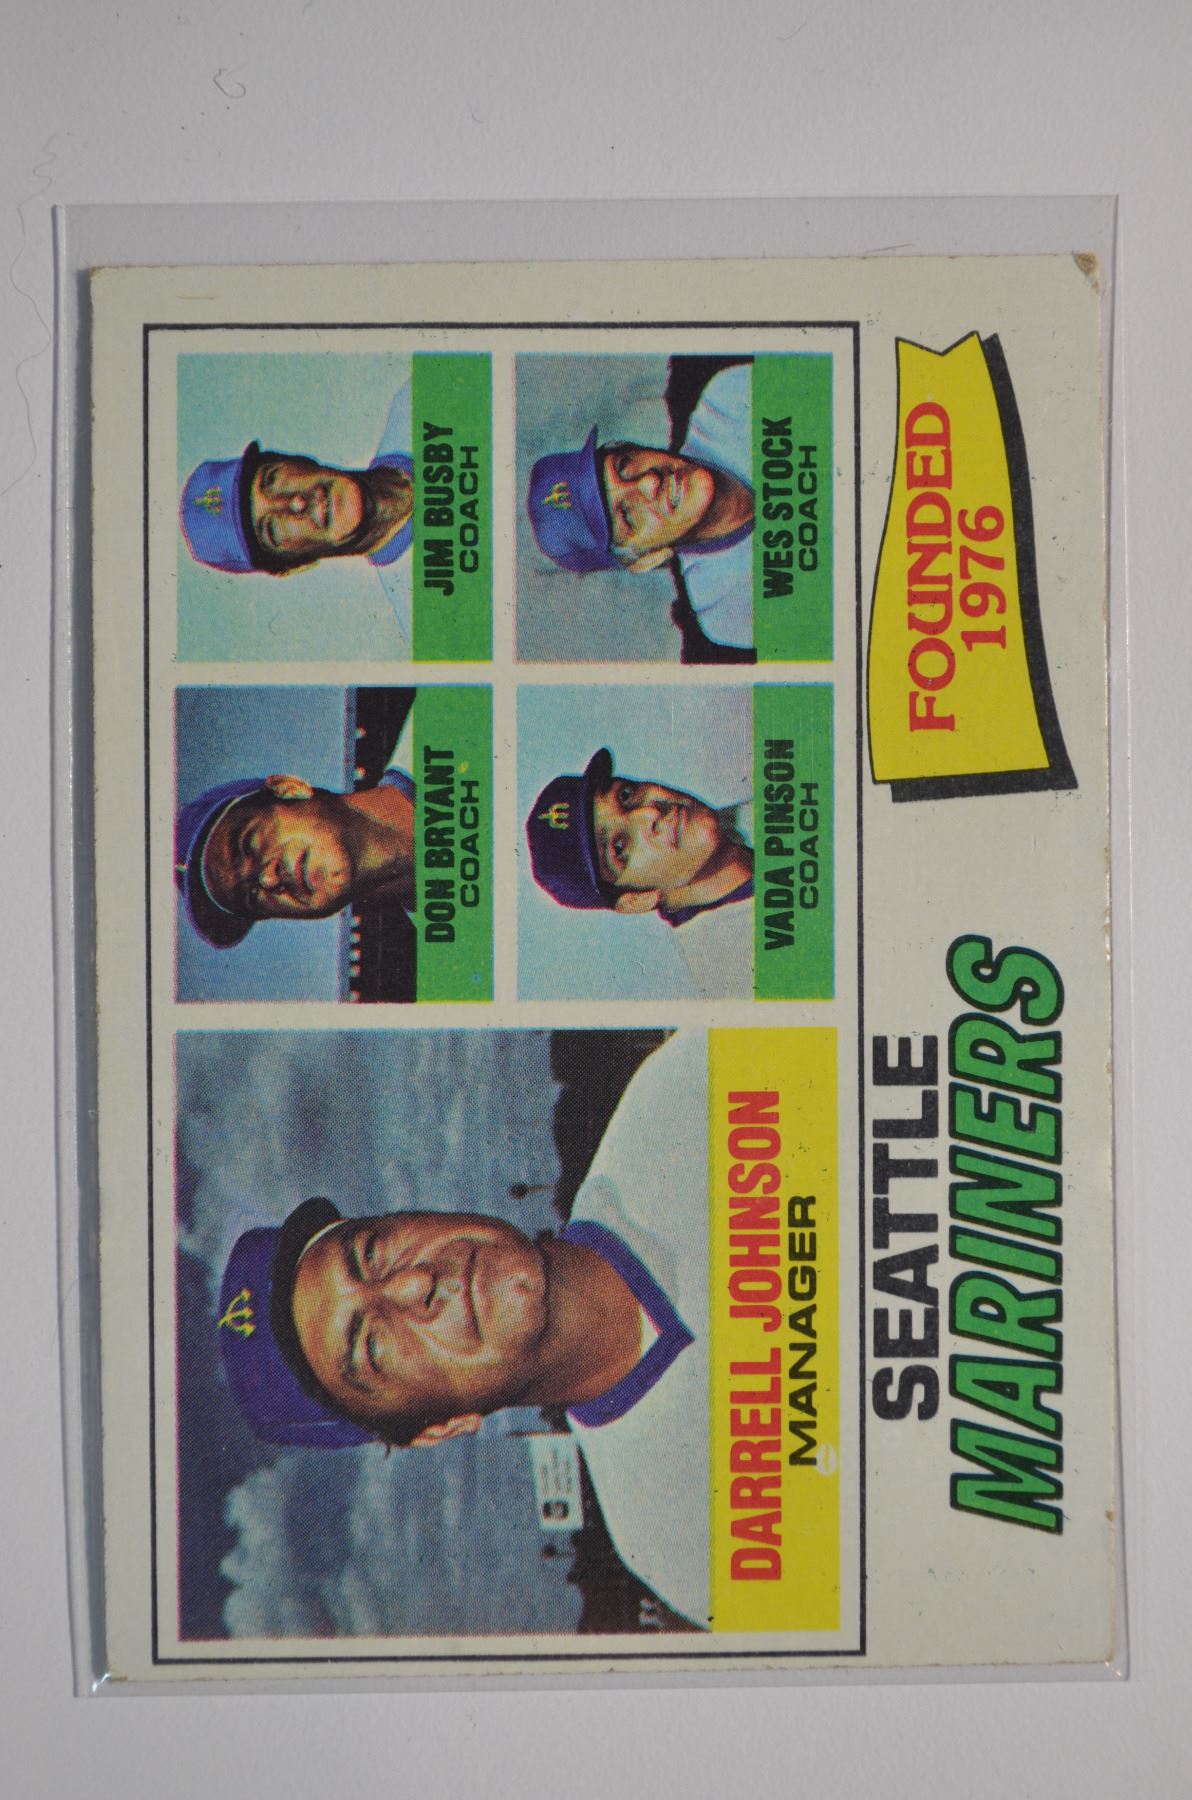 DARRELL JOHNSON
MANAGER
DON BRYANT
COACH
JIM BUSBY
COACH
VADA PINSON
COACH
WES STOCK
COACH
SEATTLE
MARINERS
FOUNDED
1976